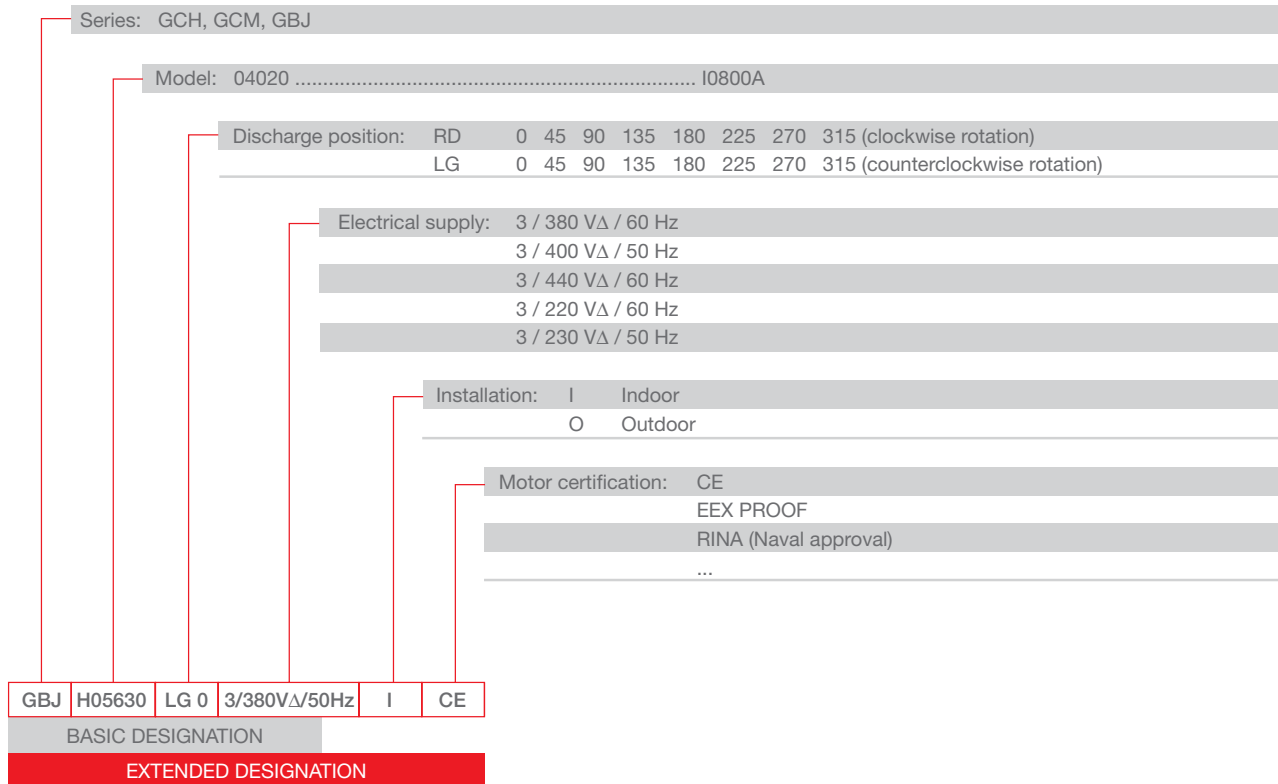 Series: GCH, GCM, GBJ
Model: 04020 ........................................................................ I0800A
Discharge position: RD 0 45 90 135 180 225 270 315 (clockwise rotation)
LG 0 45 90 135 180 225 270 315 (counterclockwise rotation)
Electrical supply: 3 / 380 V∆ / 60 Hz
3 / 400 V∆ / 50 Hz
3 / 440 V∆ / 60 Hz
3 / 220 V∆ / 60 Hz
3 / 230 V∆ / 50 Hz
Installation: I Indoor
O Outdoor
Motor certification: CE
EEX PROOF
RINA (Naval approval)
...
GBJ H05630 LG 0 3/380V∆/50Hz I CE
BASIC DESIGNATION
EXTENDED DESIGNATION